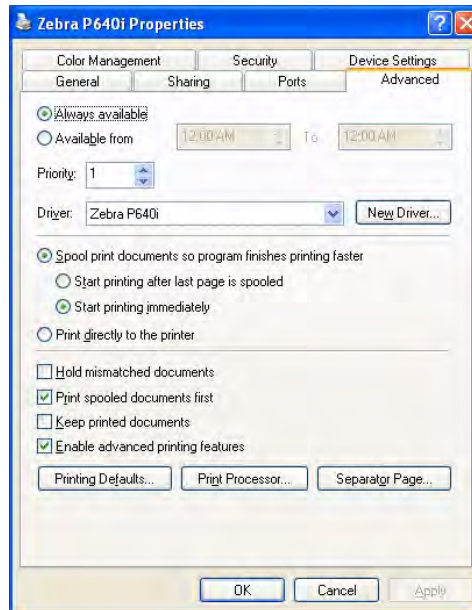 Zebra P640i Properties
Color Management Security Device Settings
General Sharing Ports Advanced
Always available
Available from 12:00 AM To 12:00 AM
Priority: 1
Driver: Zebra P640i New Driver...
Spool print documents so program finishes printing faster
Start printing after last page is spooled
Start printing immediately
Print directly to the printer
Hold mismatched documents
Print spooled documents first
Keep printed documents
Enable advanced printing features
Printing Defaults... Print Processor... Separator Page...
OK Cancel Apply